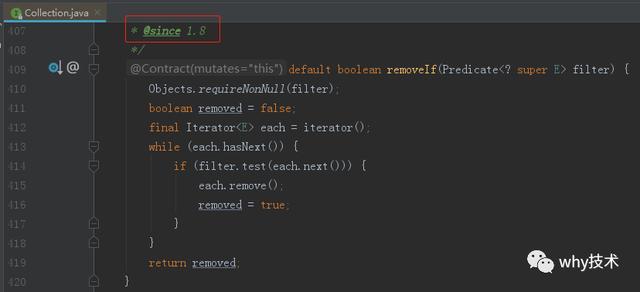 Collection.java ×
407 * @since 1.8
408 */
409 @ @Contract(mutates="this") default boolean removeIf(Predicate<? super E> filter) {
410 Objects.requireNonNull(filter);
411 boolean removed = false;
412 final Iterator<E> each = iterator();
413 while (each.hasNext()) {
414 if (filter.test(each.next())) {
415 each.remove();
416 removed = true;
417 }
418 }
419 return removed;
420 }
why技术